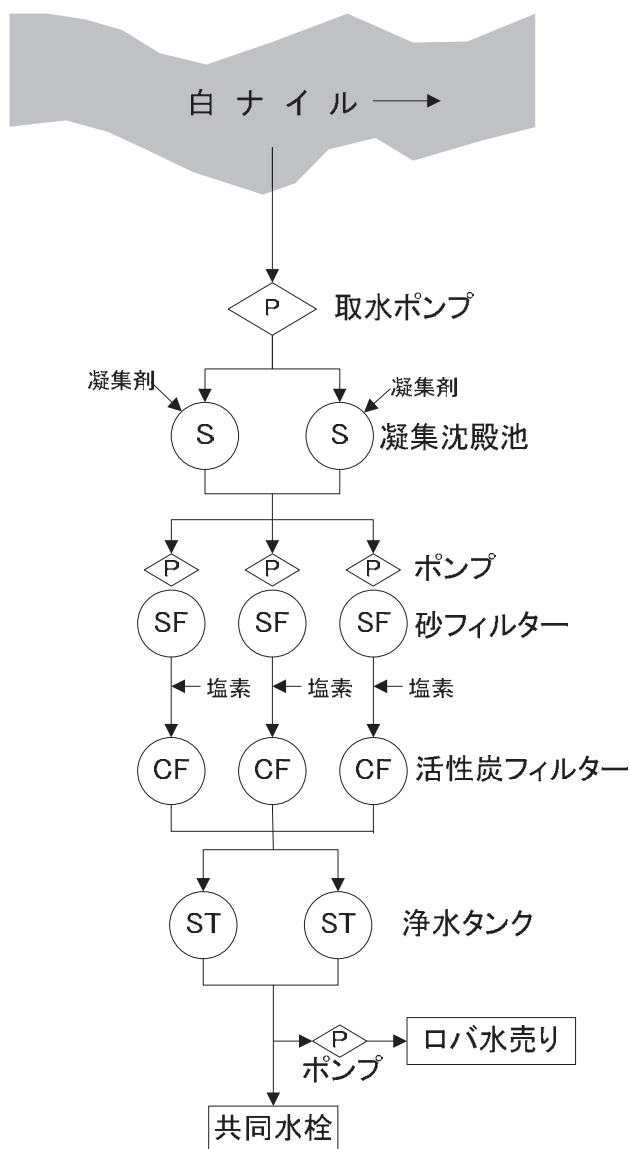 白ナイル
P 取水ポンプ
凝集剤 凝集剤
S S 凝集沈殿池
P P P ポンプ
SF SF SF 砂フィルター
塩素 塩素 塩素
CF CF CF 活性炭フィルター
ST ST 浄水タンク
P ロバ水売り
ポンプ
共同水栓